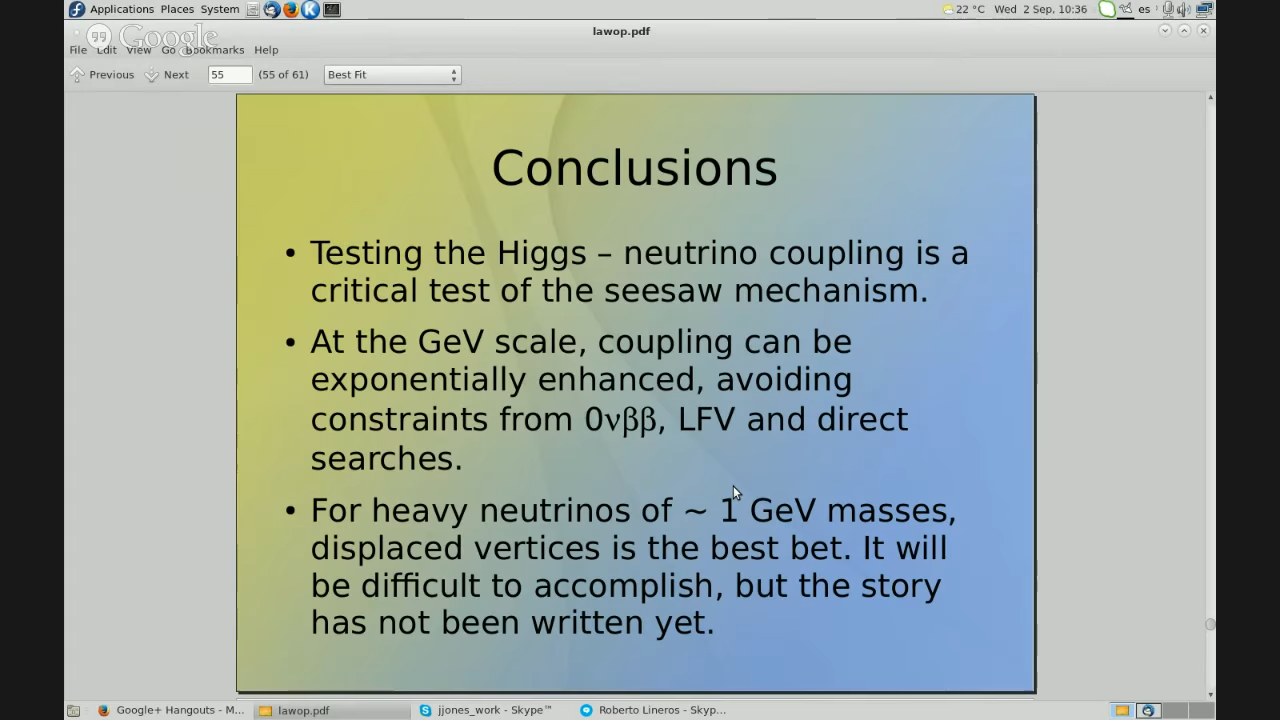 Applications Places System
22 °C Wed 2 Sep, 10:36 es
Google
lawop.pdf
File Edit View Go Bookmarks Help
Previous Next 55 (55 of 61) Best Fit
Conclusions
• Testing the Higgs – neutrino coupling is a
critical test of the seesaw mechanism.
• At the GeV scale, coupling can be
exponentially enhanced, avoiding
constraints from 0νββ, LFV and direct
searches.
• For heavy neutrinos of ~ 1 GeV masses,
displaced vertices is the best bet. It will
be difficult to accomplish, but the story
has not been written yet.
Google+ Hangouts - M... lawop.pdf jjones_work - Skype™ Roberto Lineros - Skyp...